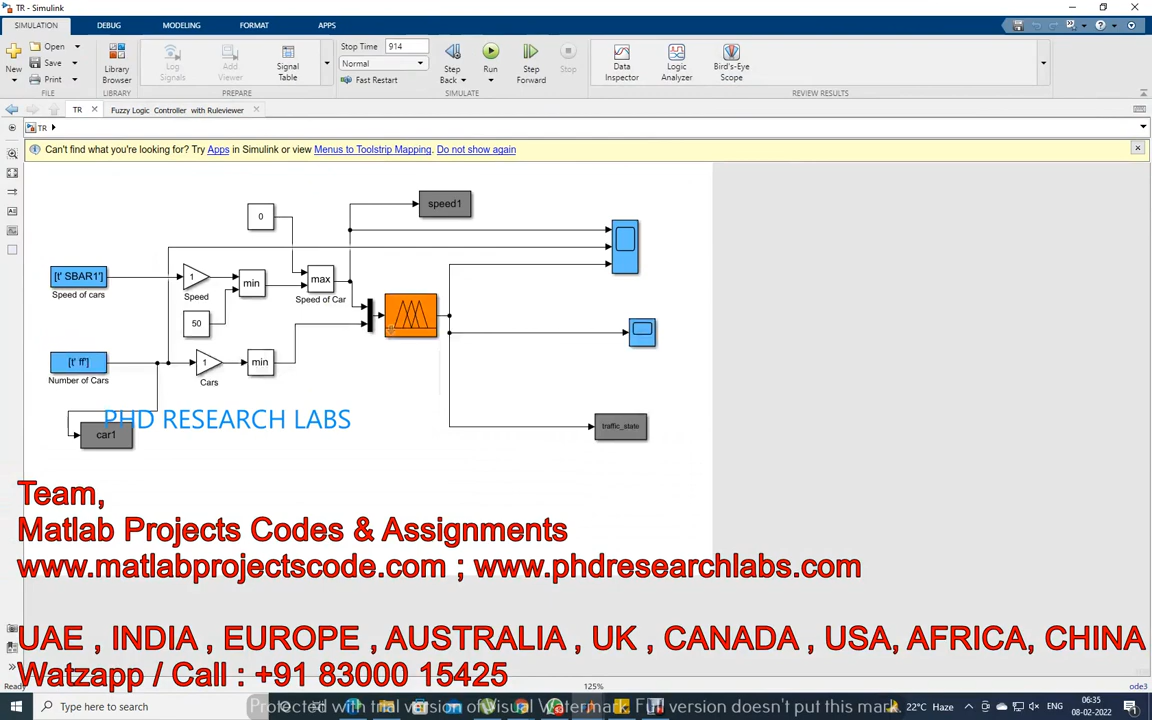 TR - Simulink
SIMULATION
DEBUG
MODELING
FORMAT
APPS
New
Open
Save
Print
FILE
Library Browser
LIBRARY
Log Signals
Add Viewer
Signal Table
PREPARE
Stop Time 914
Normal
Fast Restart
Step Back
Run
Step Forward
Stop
SIMULATE
Data Inspector
Logic Analyzer
Bird's-Eye Scope
REVIEW RESULTS
TR
Fuzzy Logic Controller with Ruleviewer
TR
Can't find what you're looking for? Try Apps in Simulink or view Menus to Toolstrip Mapping. Do not show again
speed1
0
[t' SBAR1']
Speed of cars
1
Speed
min
max
Speed of Car
50
[t' ff']
Number of Cars
1
Cars
min
traffic_state
PHD RESEARCH LABS
car1
Team,
Matlab Projects Codes & Assignments
www.matlabprojectscode.com ; www.phdresearchlabs.com
UAE , INDIA , EUROPE , AUSTRALIA , UK , CANADA , USA, AFRICA, CHINA
Watzapp / Call : +91 83000 15425
Ready
125%
ode3
Type here to search
Protected with trial version of Visual Watermark. Full version doesn't put this mark.
22°C Haze
ENG
06:35
08-02-2022
1